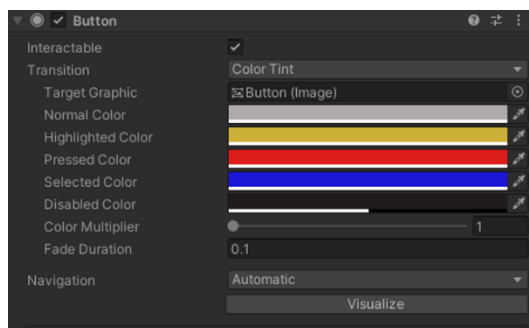 Button
Interactable
Transition Color Tint
Target Graphic Button (Image)
Normal Color
Highlighted Color
Pressed Color
Selected Color
Disabled Color
Color Multiplier 1
Fade Duration 0.1
Navigation Automatic
Visualize